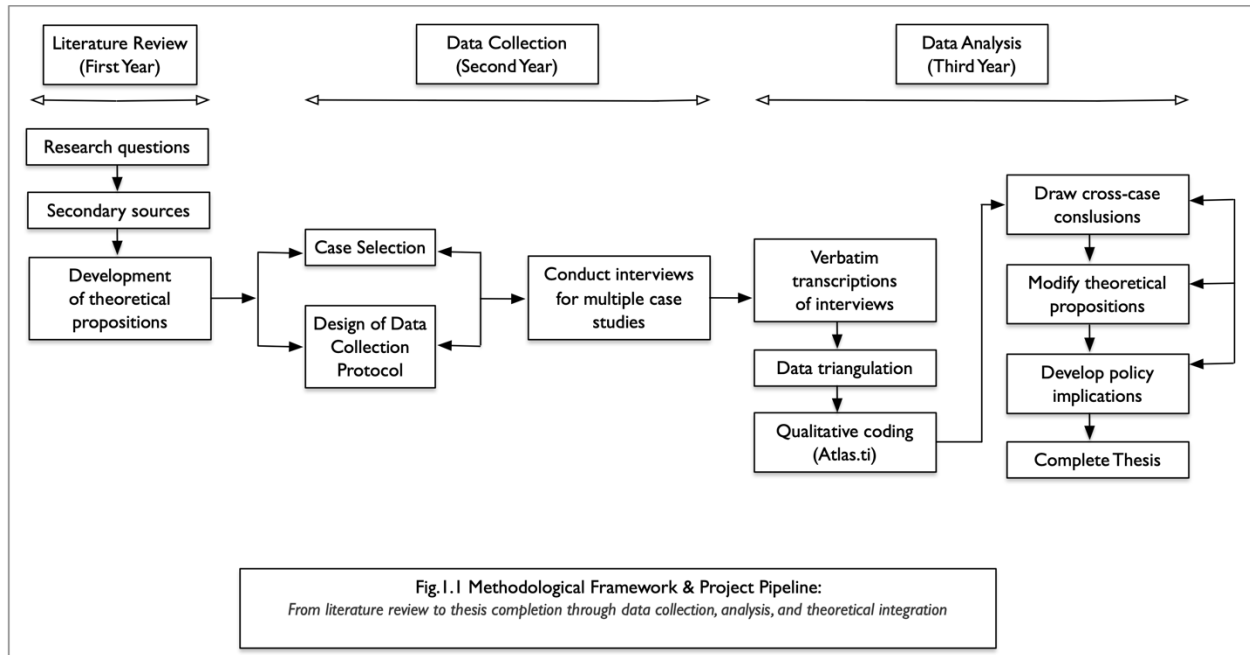 Literature Review
(First Year)
Data Collection
(Second Year)
Data Analysis
(Third Year)
Research questions
Secondary sources
Development
of theoretical
propositions
Case Selection
Design of Data
Collection
Protocol
Conduct interviews
for multiple case
studies
Verbatim
transcriptions
of interviews
Data triangulation
Qualitative coding
(Atlas.ti)
Draw cross-case
conslusions
Modify theoretical
propositions
Develop policy
implications
Complete Thesis
Fig.1.1 Methodological Framework & Project Pipeline:
From literature review to thesis completion through data collection, analysis, and theoretical integration